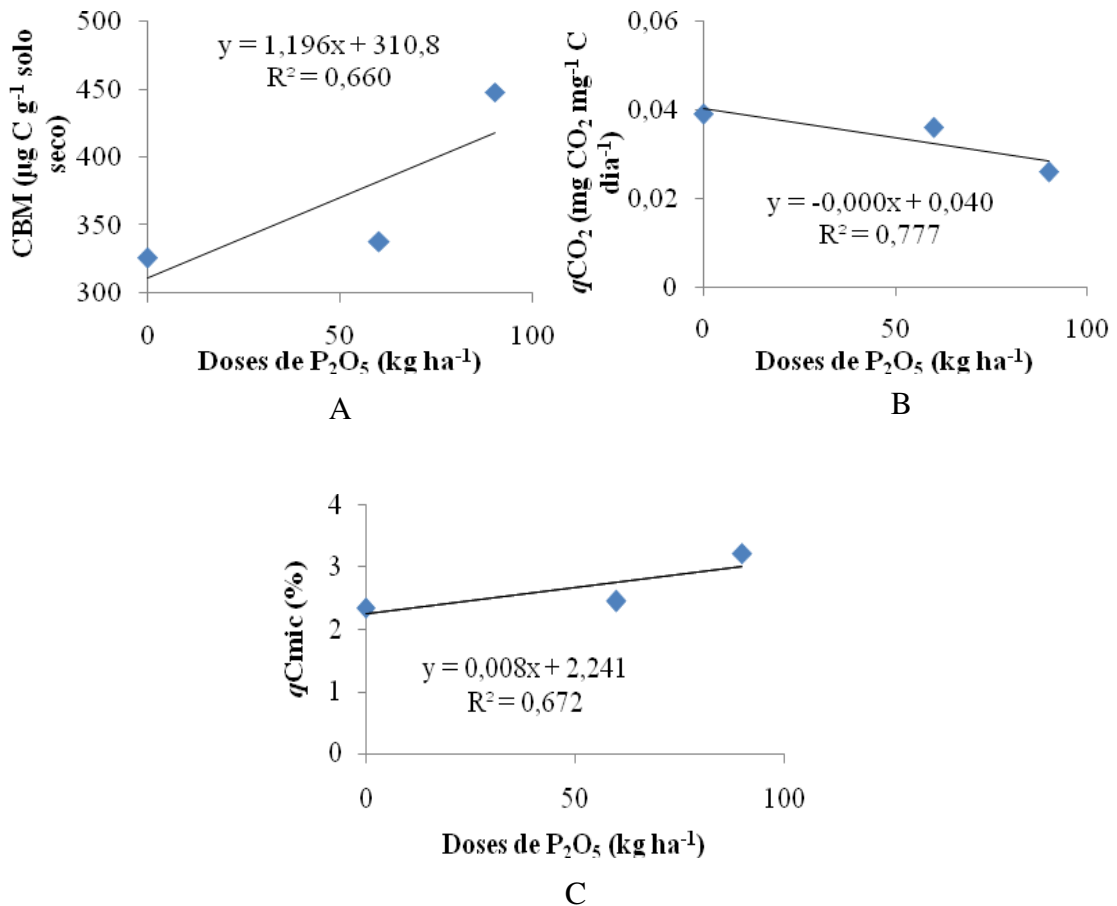 CBM (µg C g⁻¹ solo
seco)
500
450
400
350
300
y = 1,196x + 310,8
R² = 0,660
0
50
100
Doses de P₂O₅ (kg ha⁻¹)
A
qCO₂ (mg CO₂ mg⁻¹ C
dia⁻¹)
0,06
0,04
0,02
0
y = -0,000x + 0,040
R² = 0,777
0
50
100
Doses de P₂O₅ (kg ha⁻¹)
B
qCmic (%)
4
3
2
1
0
y = 0,008x + 2,241
R² = 0,672
0
50
100
Doses de P₂O₅ (kg ha⁻¹)
C